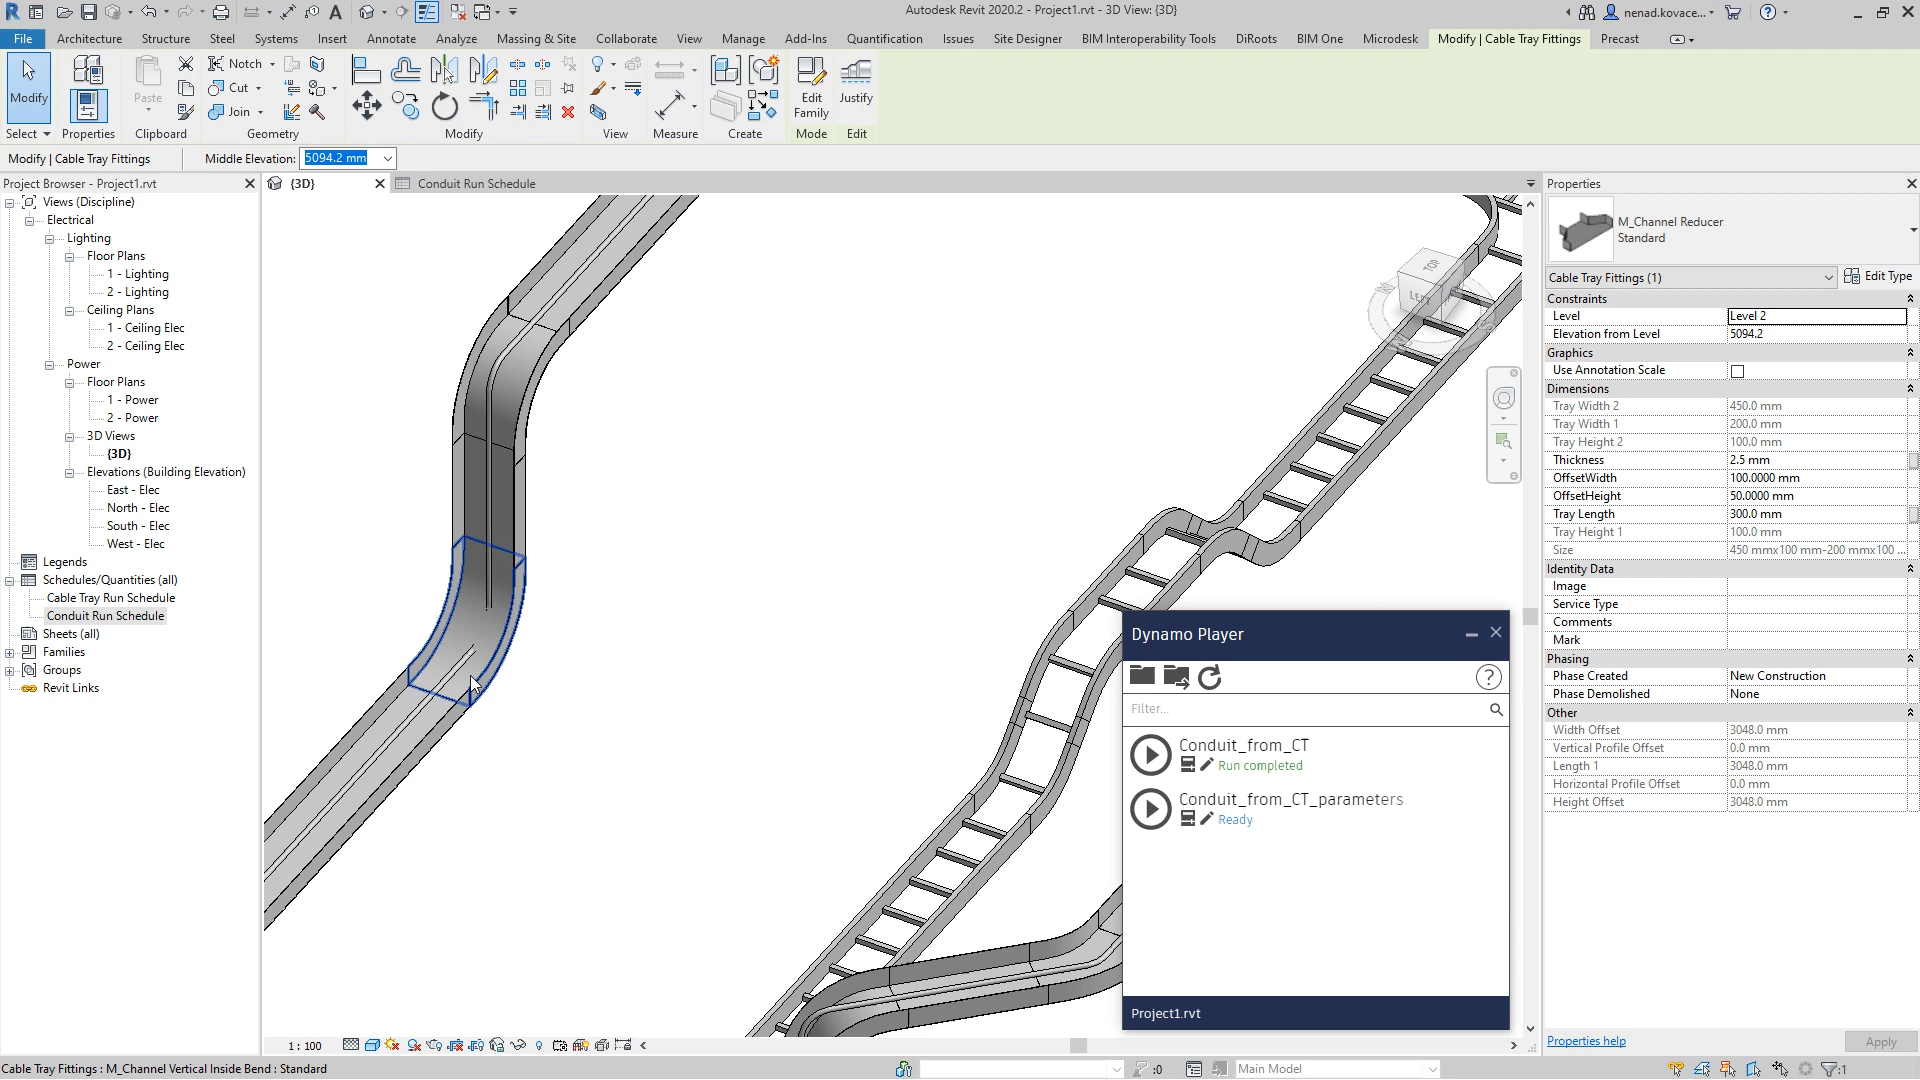 Autodesk Revit 2020.2 - Project1.rvt - 3D View: {3D}
nenad.kovace...
File Architecture Structure Steel Systems Insert Annotate Analyze Massing & Site Collaborate View Manage Add-Ins Quantification Issues Site Designer BIM Interoperability Tools DiRoots BIM One Microdesk Modify | Cable Tray Fittings Precast
Modify
Paste
Notch
Cut
Join
Edit
Family
Justify
Select Properties Clipboard Geometry Modify View Measure Create Mode Edit
Modify | Cable Tray Fittings Middle Elevation: 5094.2 mm
Project Browser - Project1.rvt
{3D}
Conduit Run Schedule
Views (Discipline)
Electrical
Lighting
Floor Plans
1 - Lighting
2 - Lighting
Ceiling Plans
1 - Ceiling Elec
2 - Ceiling Elec
Power
Floor Plans
1 - Power
2 - Power
3D Views
{3D}
Elevations (Building Elevation)
East - Elec
North - Elec
South - Elec
West - Elec
Legends
Schedules/Quantities (all)
Cable Tray Run Schedule
Conduit Run Schedule
Sheets (all)
Families
Groups
Revit Links
TOP
LEFT
Dynamo Player
Filter...
Conduit_from_CT
Run completed
Conduit_from_CT_parameters
Ready
Project1.rvt
Properties
M_Channel Reducer
Standard
Cable Tray Fittings (1) Edit Type
Constraints
Level Level 2
Elevation from Level 5094.2
Graphics
Use Annotation Scale
Dimensions
Tray Width 2 450.0 mm
Tray Width 1 200.0 mm
Tray Height 2 100.0 mm
Thickness 2.5 mm
OffsetWidth 100.0000 mm
OffsetHeight 50.0000 mm
Tray Length 300.0 mm
Tray Height 1 100.0 mm
Size 450 mmx100 mm-200 mmx100 ...
Identity Data
Image
Service Type
Comments
Mark
Phasing
Phase Created New Construction
Phase Demolished None
Other
Width Offset 3048.0 mm
Vertical Profile Offset 0.0 mm
Length 1 3048.0 mm
Horizontal Profile Offset 0.0 mm
Height Offset 3048.0 mm
Properties help Apply
1 : 100
Cable Tray Fittings : M_Channel Vertical Inside Bend : Standard
:0
Main Model
:1